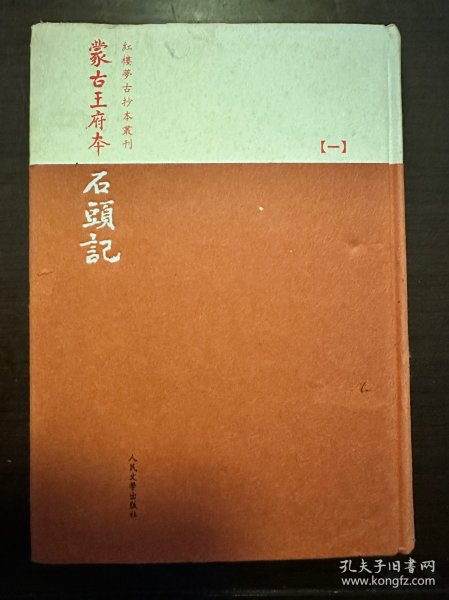 紅樓夢古抄本叢刊
蒙古王府本
石頭記
【一】
人民文學出版社
孔夫子旧书网
www.kongfz.com